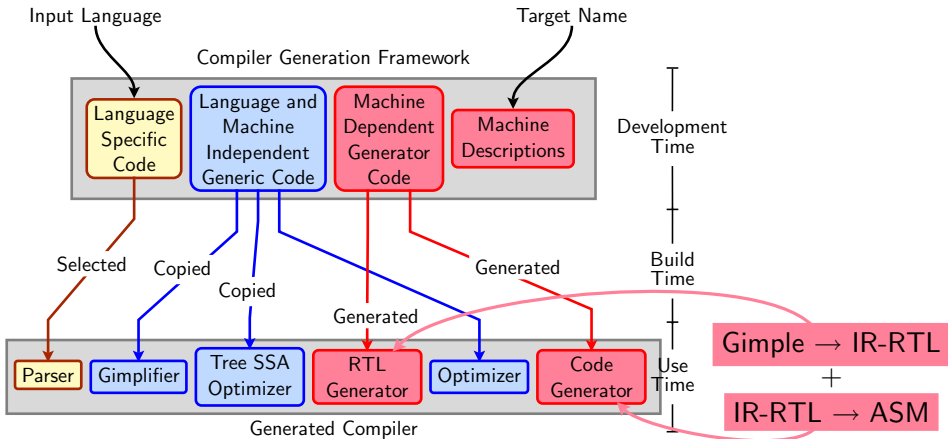 Input Language
Target Name
Compiler Generation Framework
Language
Specific
Code
Language and
Machine
Independent
Generic Code
Machine
Dependent
Generator
Code
Machine
Descriptions
Development
Time
Selected
Copied
Copied
Generated
Generated
Build
Time
Parser
Gimplifier
Tree SSA
Optimizer
RTL
Generator
Optimizer
Code
Generator
Use
Time
Generated Compiler
Gimple → IR-RTL
+
IR-RTL → ASM